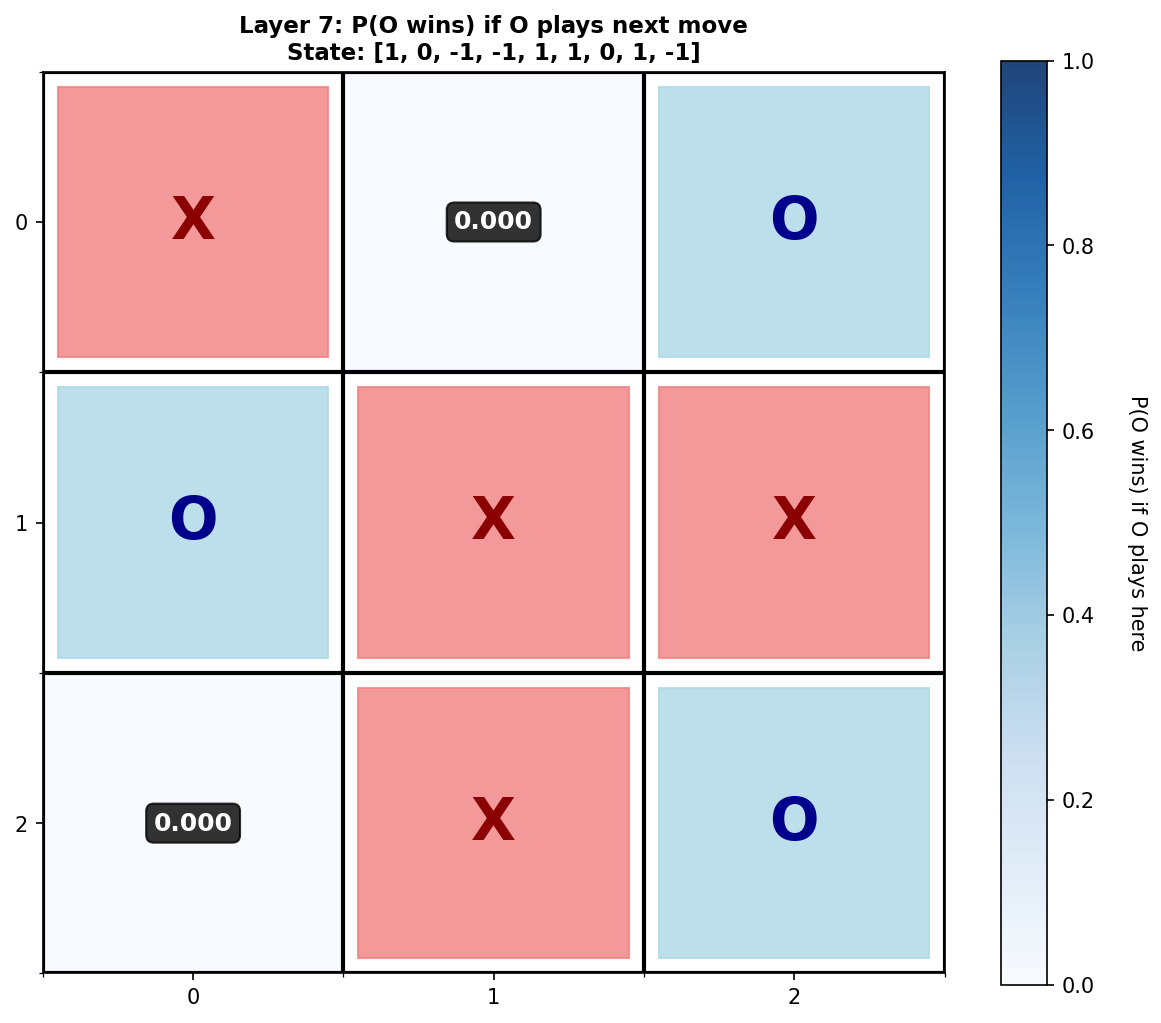 Layer 7: P(O wins) if O plays next move
State: [1, 0, -1, -1, 1, 1, 0, 1, -1]
X
0.000
O
O
X
X
0.000
X
O
0
1
2
0
1
2
1.0
0.8
0.6
0.4
0.2
0.0
P(O wins) if O plays here